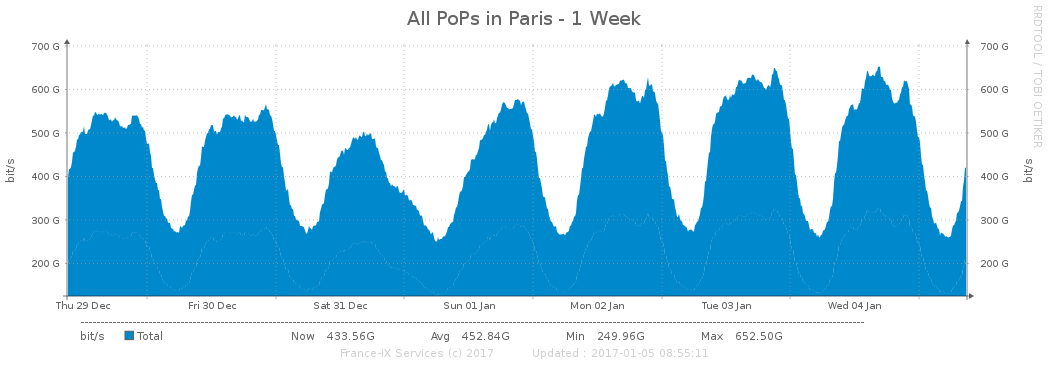 All PoPs in Paris - 1 Week
RRDTOOL / TOBI OETIKER
700 G 700 G
600 G 600 G
500 G 500 G
400 G 400 G
300 G 300 G
200 G 200 G
bit/s
bit/s
Thu 29 Dec Fri 30 Dec Sat 31 Dec Sun 01 Jan Mon 02 Jan Tue 03 Jan Wed 04 Jan
bit/s Total Now 433.56G Avg 452.84G Min 249.96G Max 652.50G
France-IX Services (c) 2017 Updated : 2017-01-05 08:55:11